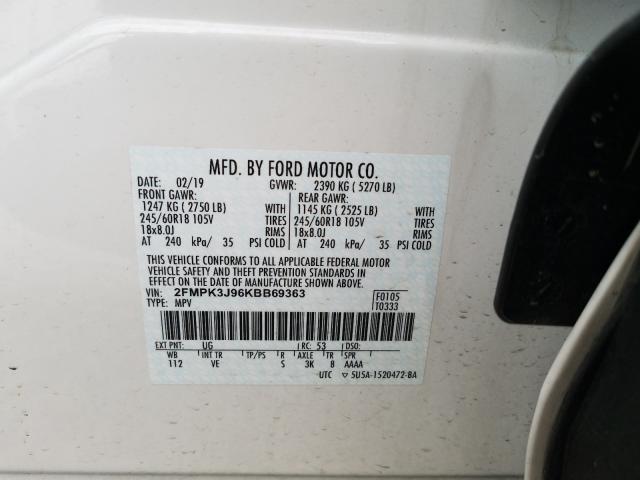 MFD. BY FORD MOTOR CO.
DATE: 02/19 GVWR: 2390 KG ( 5270 LB)
FRONT GAWR: REAR GAWR:
1247 KG ( 2750 LB) WITH 1145 KG ( 2525 LB) WITH
245/60R18 105V TIRES 245/60R18 105V TIRES
18x8.0J RIMS 18x8.0J RIMS
AT 240 kPa/ 35 PSI COLD AT 240 kPa/ 35 PSI COLD
THIS VEHICLE CONFORMS TO ALL APPLICABLE FEDERAL MOTOR
VEHICLE SAFETY AND THEFT PREVENTION STANDARDS IN
EFFECT ON THE DATE OF MANUFACTURE SHOWN ABOVE.
VIN: 2FMPK3J96KBB69363 F0105
TYPE: MPV T0333
EXT PNT: UG RC: 53 DSO:
WB INT TR TP/PS R AXLE TR SPR
112 VE S 3K 8 AAAA
UTC ▽ 5U5A-1520472-BA